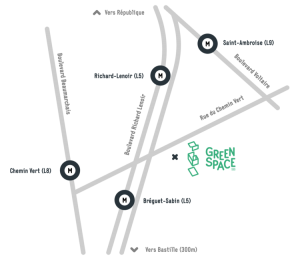 Vers République
Saint-Ambroise (L9)
M
Richard-Lenoir (L5)
M
Boulevard Voltaire
Boulevard Beaumarchais
Rue du Chemin Vert
Boulevard Richard Lenoir
GREEN
SPACE
Chemin Vert (L8)
M
M
Bréguet-Sabin (L5)
Vers Bastille (300m)